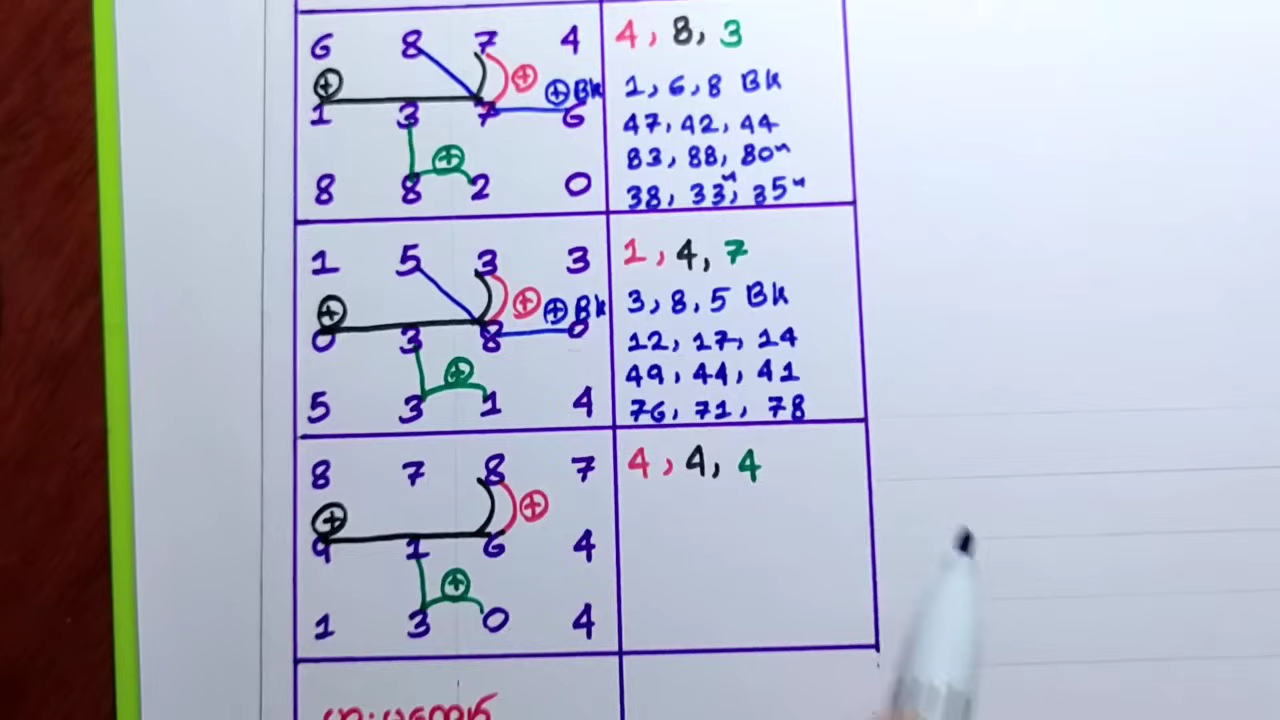 6 8 7 4
4, 8, 3
⊕ ⊕ ⊕Bk
1, 6, 8 Bk
1 3 7 6
47, 42, 44
⊕
83, 88, 80"
8 8 2 0
38, 33", 35"
1 5 3 3
1, 4, 7
⊕ ⊕ ⊕Bk
3, 8, 5 Bk
0 3 8 0
12, 17, 14
⊕
49, 44, 41
5 3 1 4
76, 71, 78
8 7 8 7
4, 4, 4
⊕ ⊕
9 1 6 4
⊕
1 3 0 4